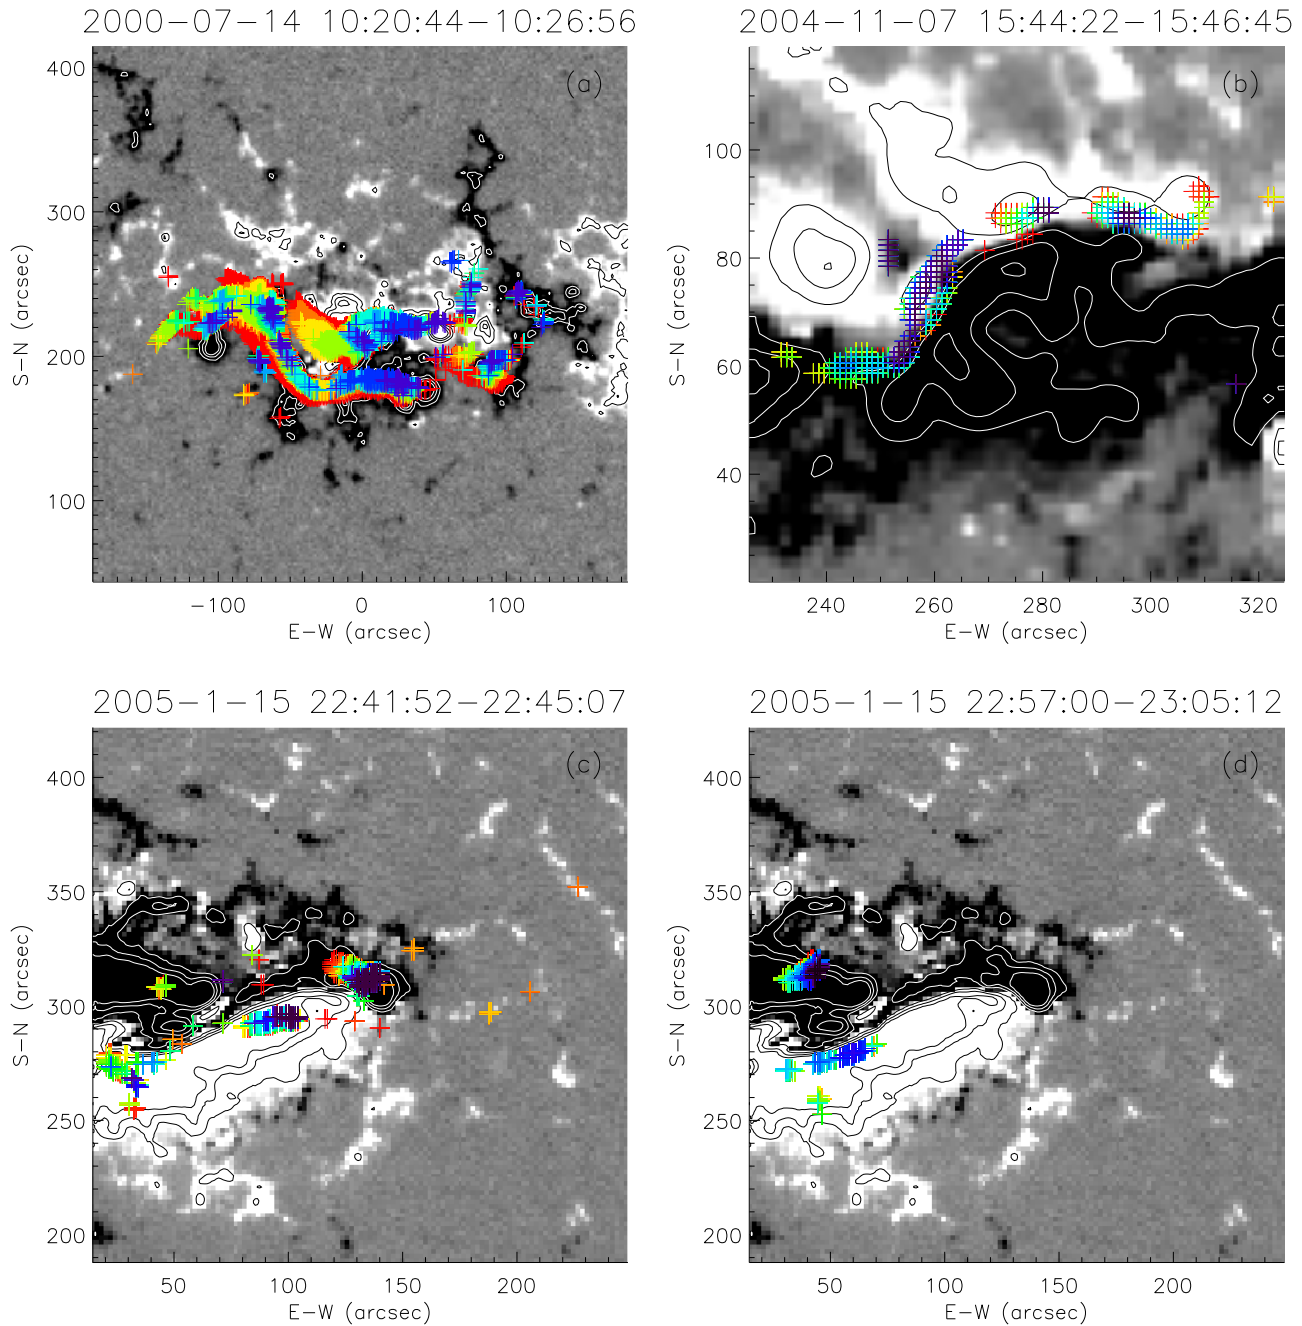 2000-07-14 10:20:44-10:26:56
(a)
400
300
200
100
S-N (arcsec)
-100 0 100
E-W (arcsec)
2004-11-07 15:44:22-15:46:45
(b)
100
80
60
40
S-N (arcsec)
240 260 280 300 320
E-W (arcsec)
2005-1-15 22:41:52-22:45:07
(c)
400
350
300
250
200
S-N (arcsec)
50 100 150 200
E-W (arcsec)
2005-1-15 22:57:00-23:05:12
(d)
400
350
300
250
200
S-N (arcsec)
50 100 150 200
E-W (arcsec)